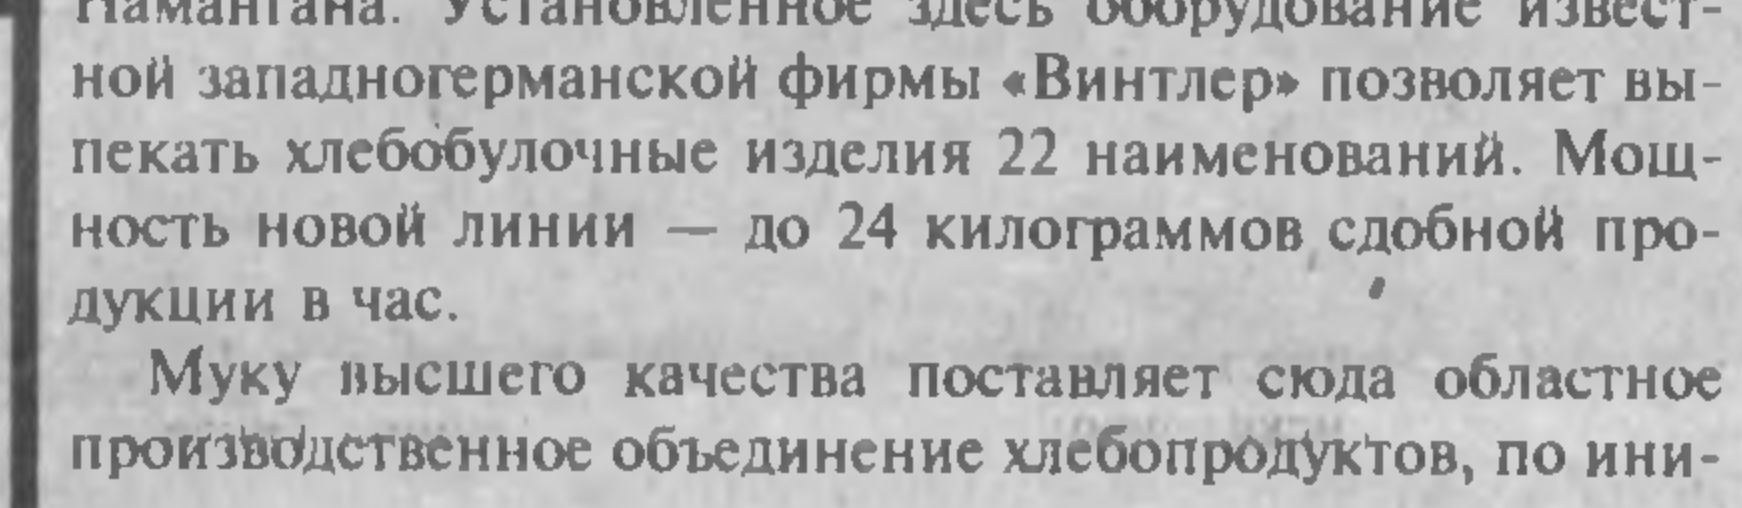 Намангана. Установленное здесь оборудование извест-
ной западногерманской фирмы «Винтлер» позволяет вы-
пекать хлебобулочные изделия 22 наименований. Мощ-
ность новой линии — до 24 килограммов сдобной про-
дукции в час.
Муку высшего качества поставляет сюда областное
производственное объединение хлебопродуктов, по ини-